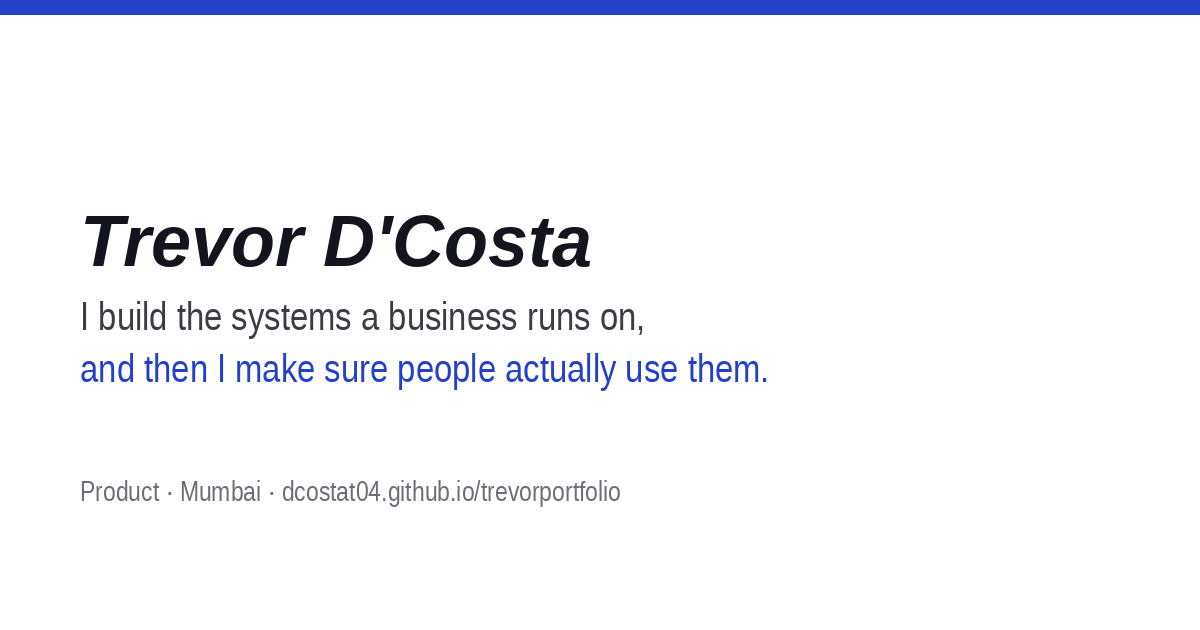 Trevor D'Costa
I build the systems a business runs on,
and then I make sure people actually use them.
Product · Mumbai · dcostat04.github.io/trevorportfolio